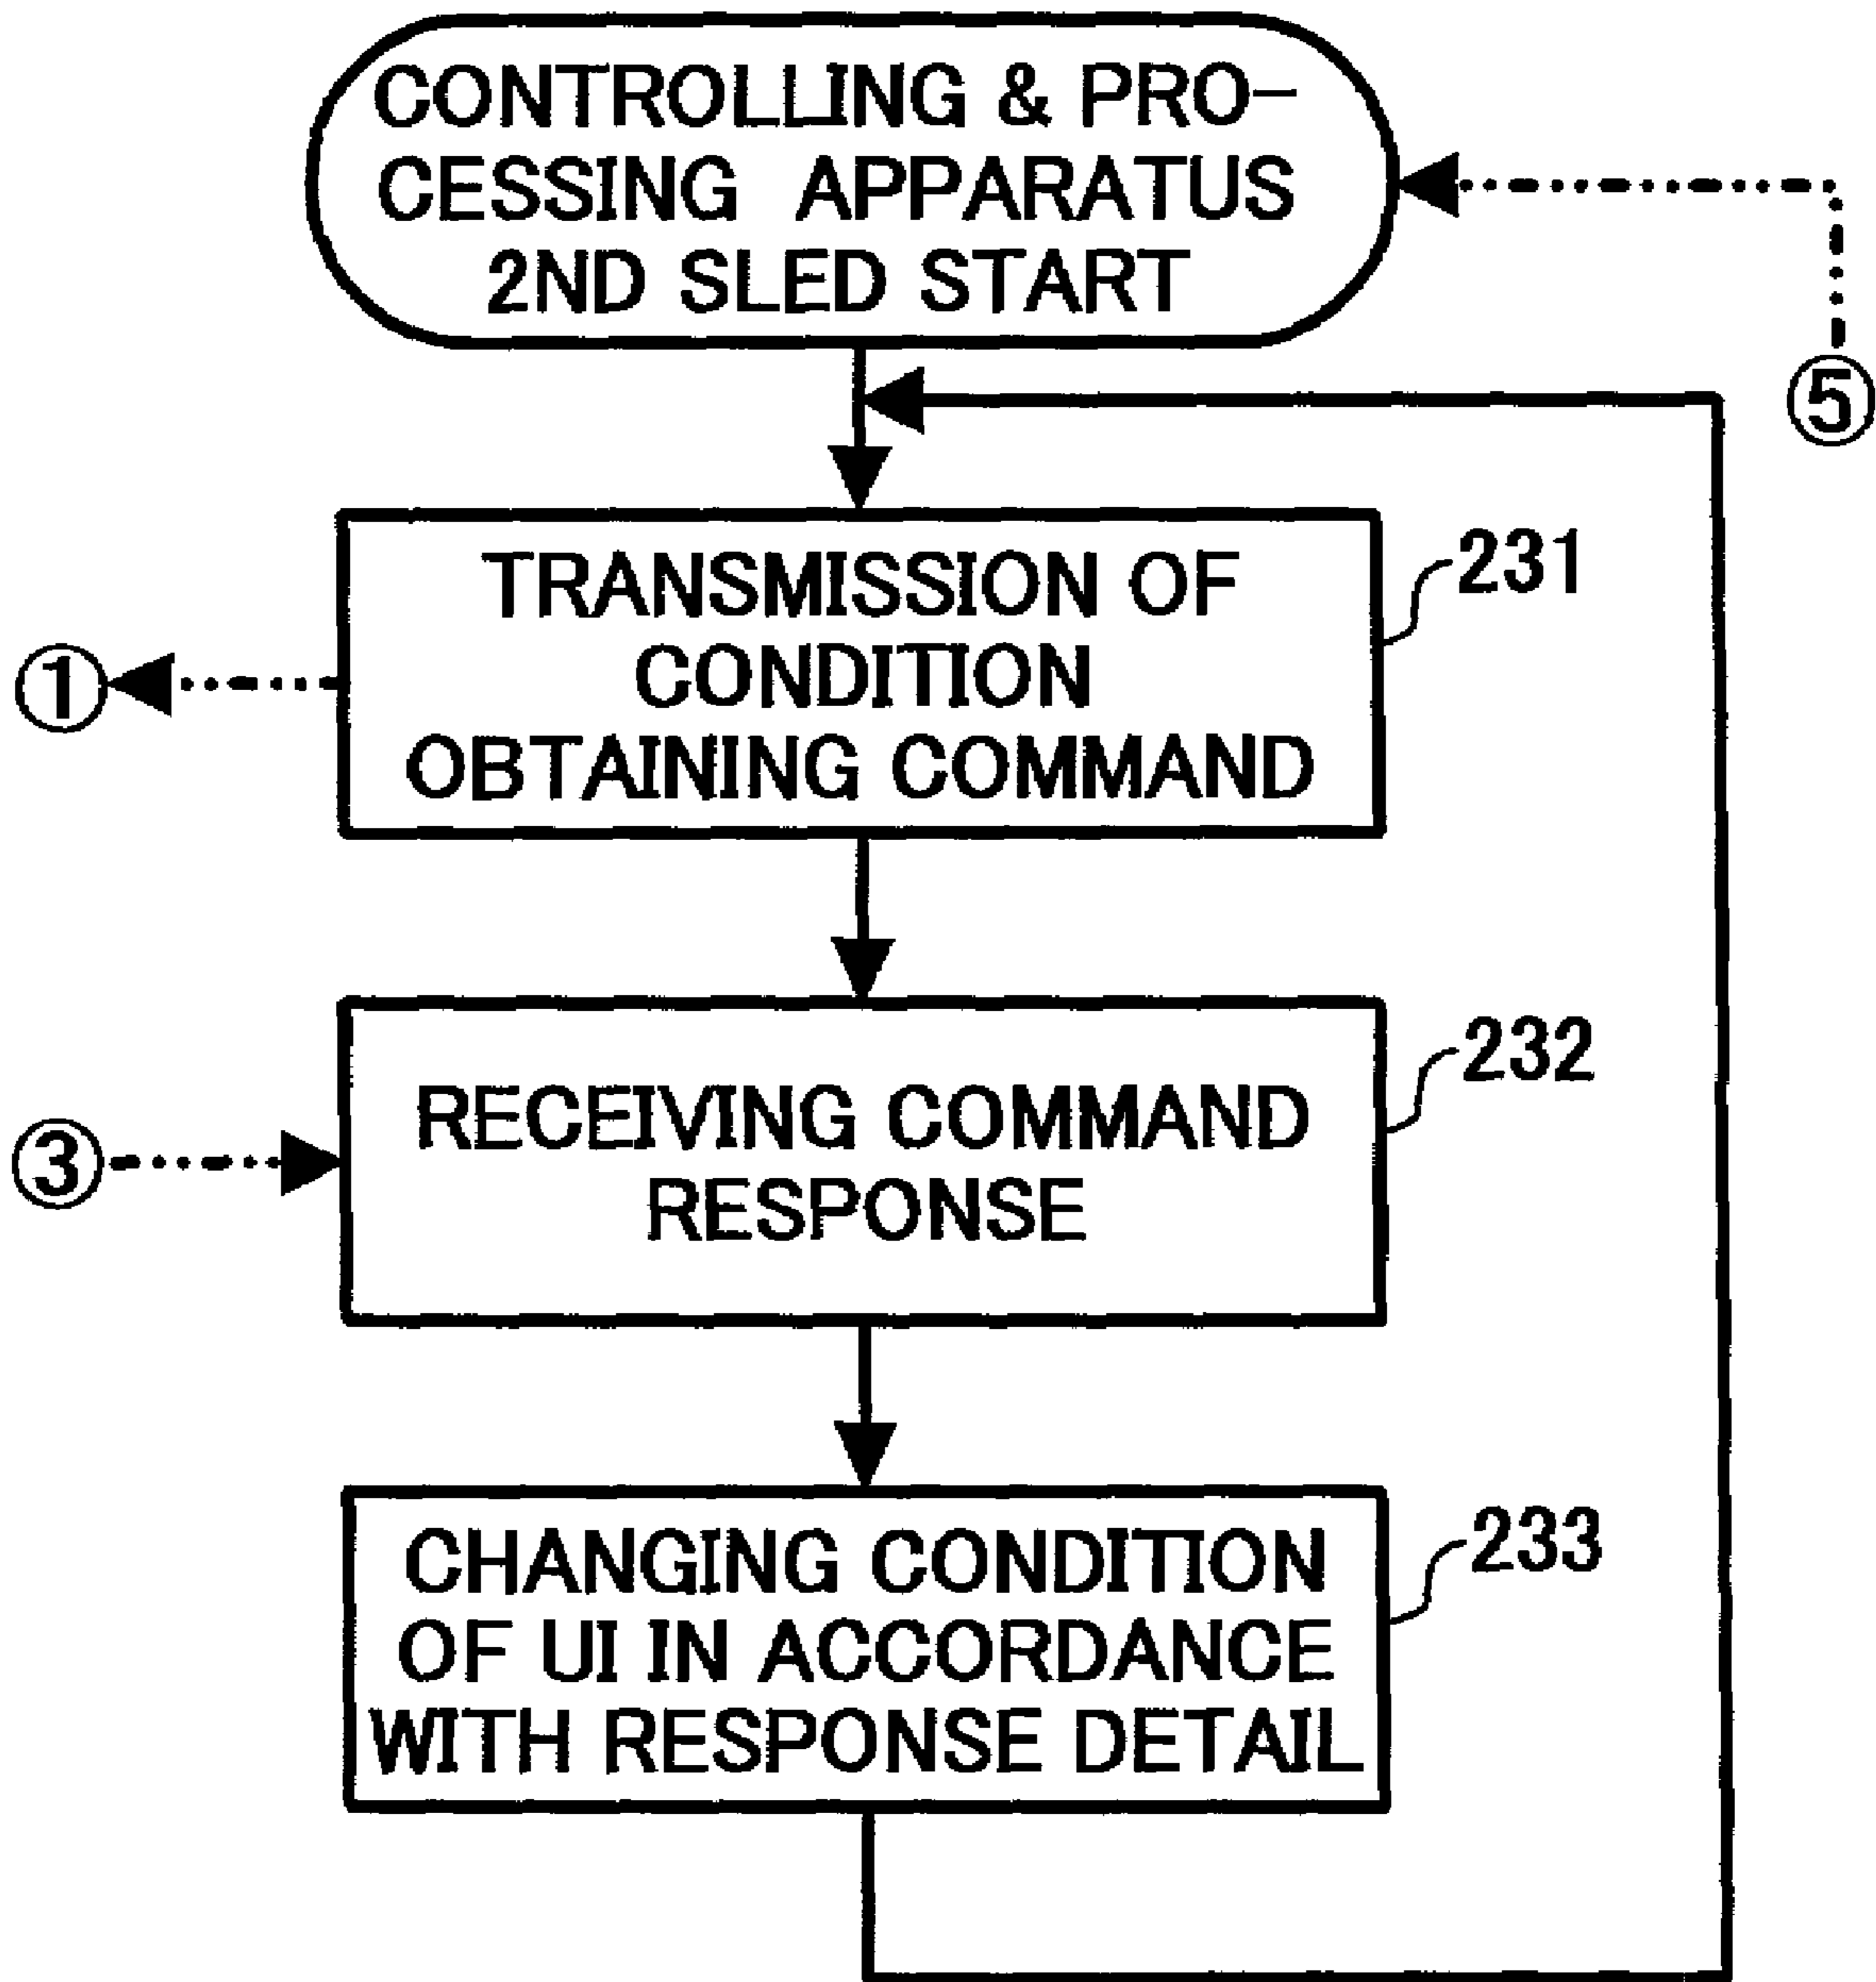 CONTROLLING & PRO-
CESSING APPARATUS
2ND SLED START
⑤
TRANSMISSION OF
CONDITION
OBTAINING COMMAND
231
①
RECEIVING COMMAND
RESPONSE
232
③
CHANGING CONDITION
OF UI IN ACCORDANCE
WITH RESPONSE DETAIL
233